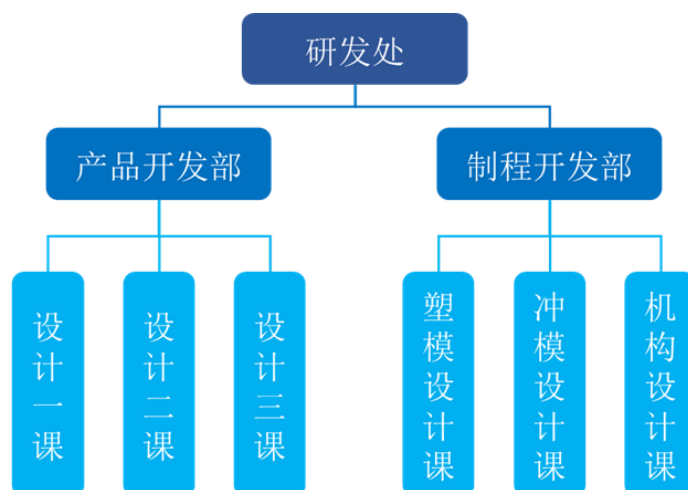 研发处
产品开发部
制程开发部
设计一课
设计二课
设计三课
塑模设计课
冲模设计课
机构设计课